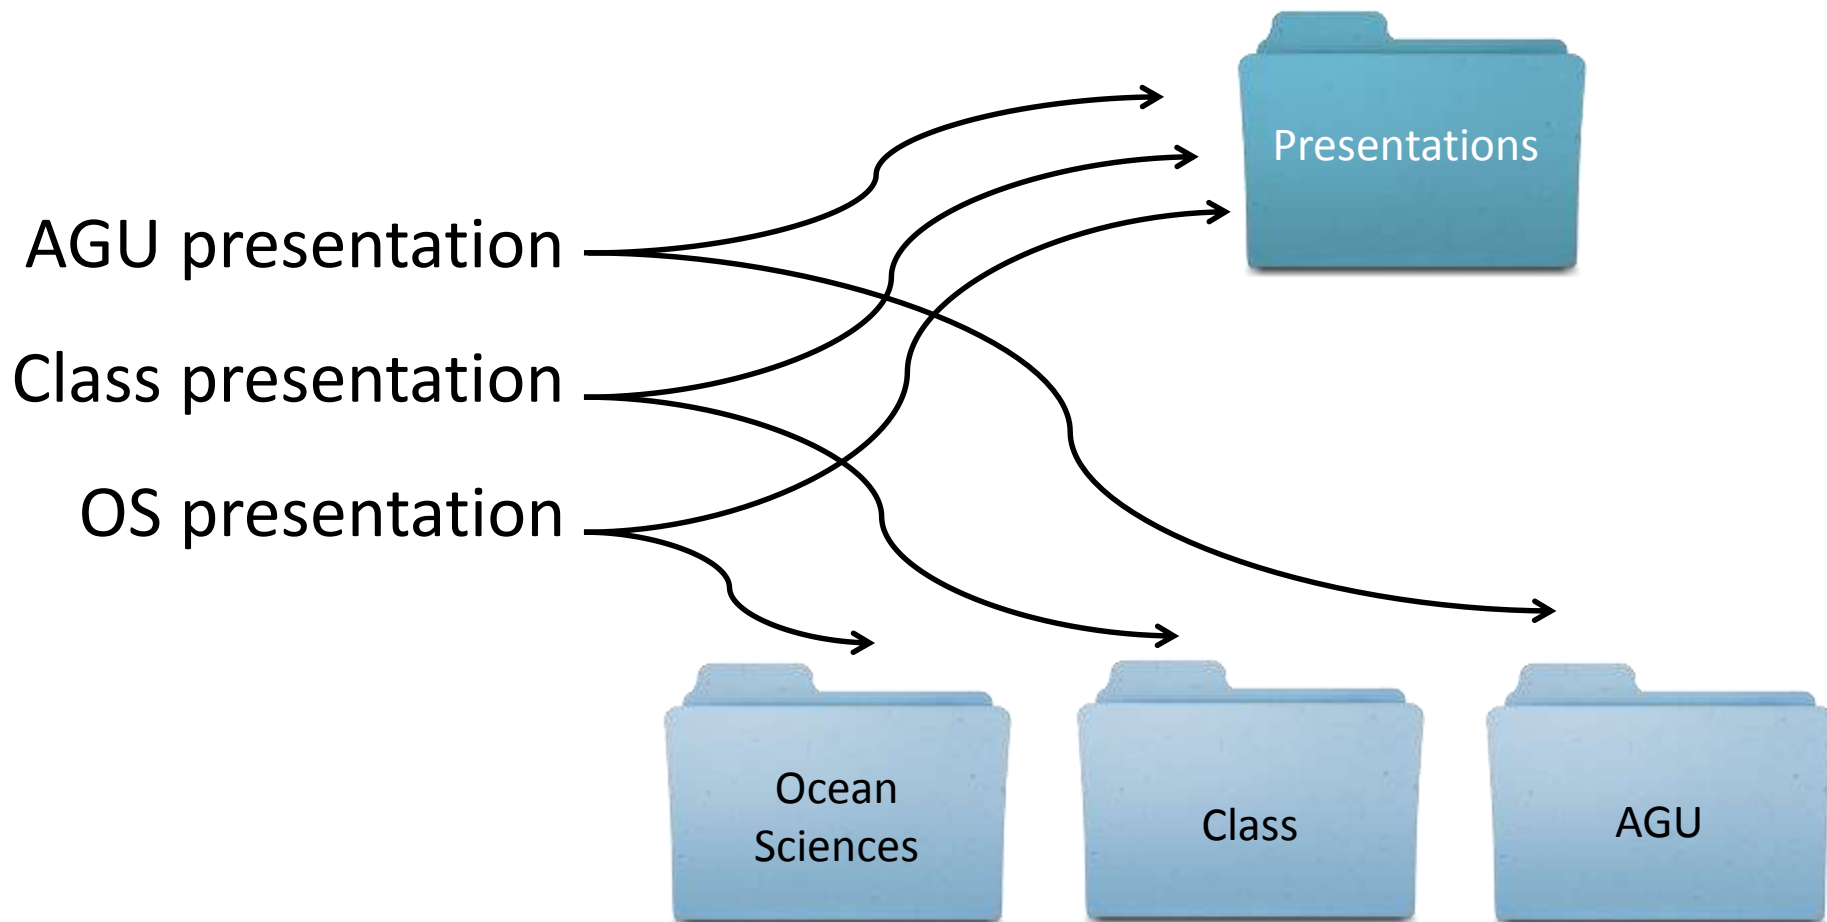 Presentations
AGU presentation
Class presentation
OS presentation
Ocean
Sciences
Class
AGU